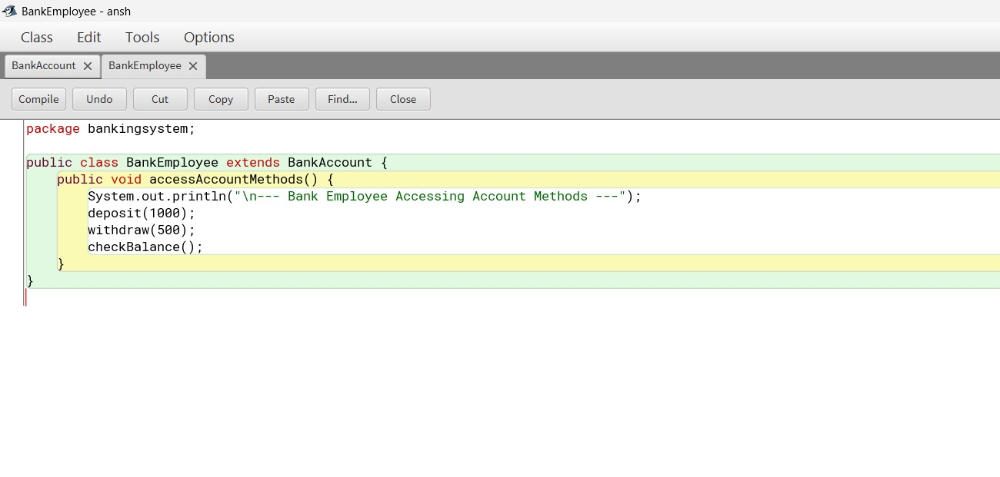 BankEmployee - ansh
Class Edit Tools Options
BankAccount BankEmployee
Compile Undo Cut Copy Paste Find... Close
package bankingsystem;
public class BankEmployee extends BankAccount {
    public void accessAccountMethods() {
        System.out.println("\n--- Bank Employee Accessing Account Methods ---");
        deposit(1000);
        withdraw(500);
        checkBalance();
    }
}